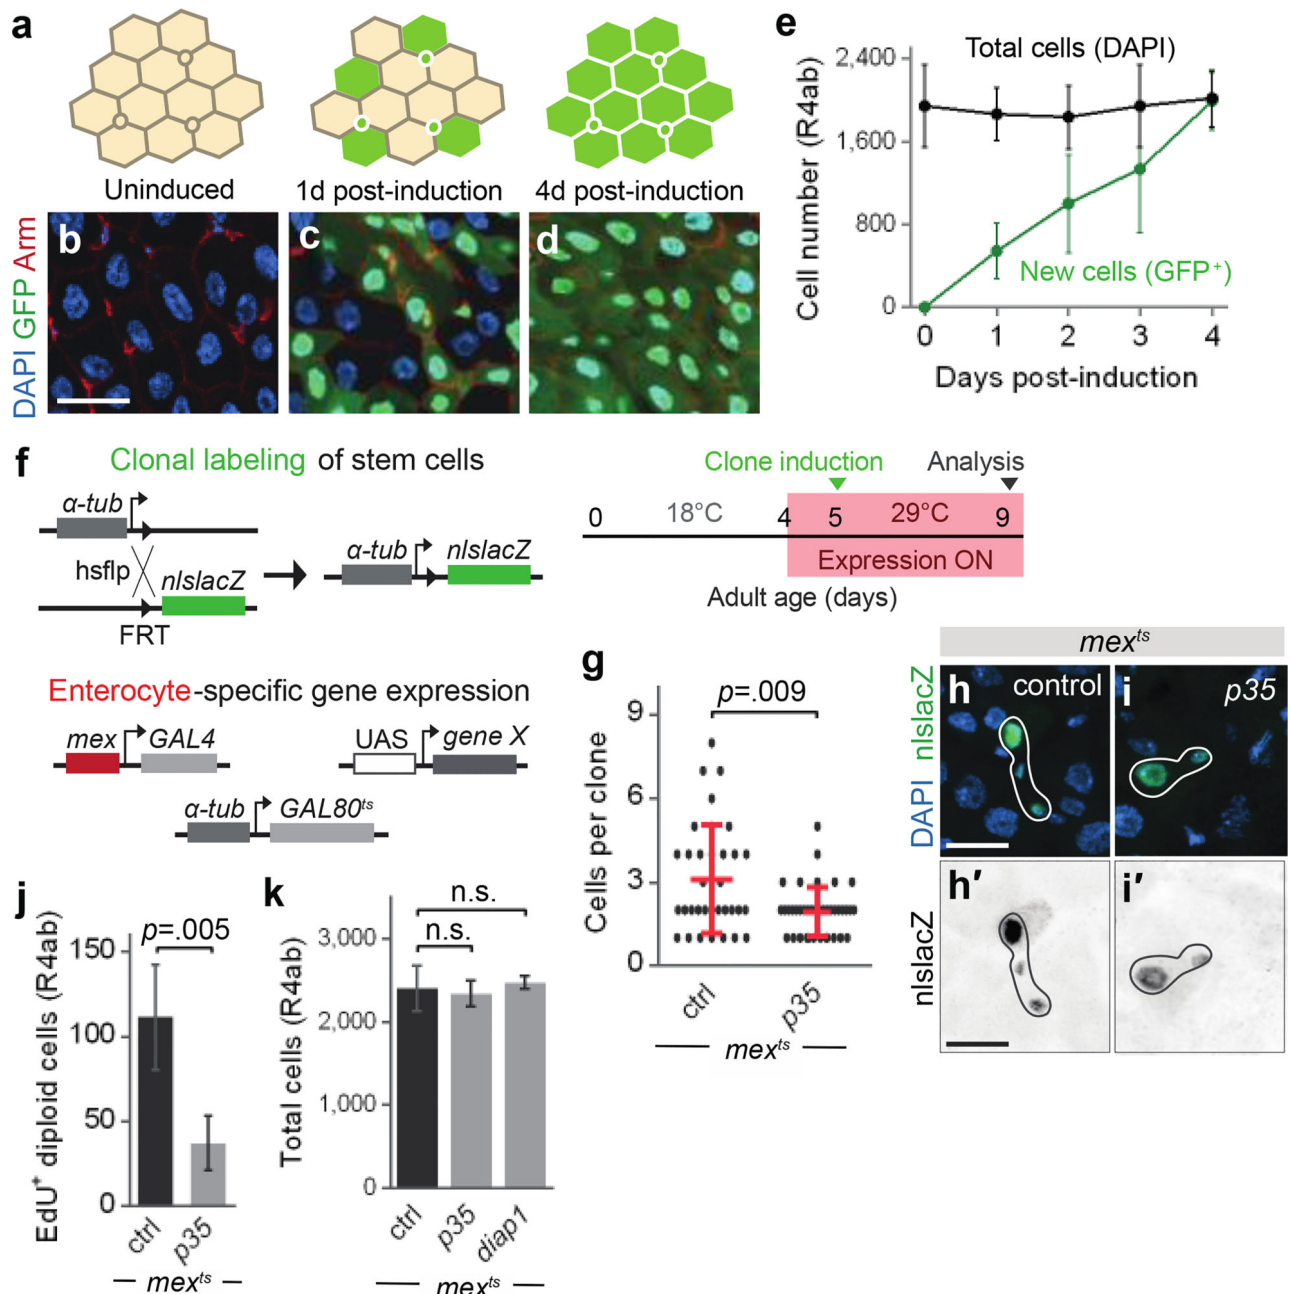 a
Uninduced
1d post-induction
4d post-induction
DAPI GFP Arm
b
c
d
e
Total cells (DAPI)
New cells (GFP⁺)
Cell number (R4ab)
2,400
1,600
800
0
0 1 2 3 4
Days post-induction
f
Clonal labeling of stem cells
α-tub
hsflp
nlslacZ
FRT
α-tub
nlslacZ
Clone induction
Analysis
0 18°C 4 5 29°C 9
Expression ON
Adult age (days)
Enterocyte-specific gene expression
mex GAL4
UAS gene X
α-tub GAL80ᵗˢ
g
p=.009
Cells per clone
9
6
3
0
ctrl
p35
mexᵗˢ
mexᵗˢ
DAPI nlslacZ
h
control
i
p35
nlslacZ
h′
i′
j
p=.005
EdU⁺ diploid cells (R4ab)
150
100
50
0
ctrl
p35
mexᵗˢ
k
n.s.
n.s.
Total cells (R4ab)
3,000
2,000
1,000
0
ctrl
p35
diap1
mexᵗˢ